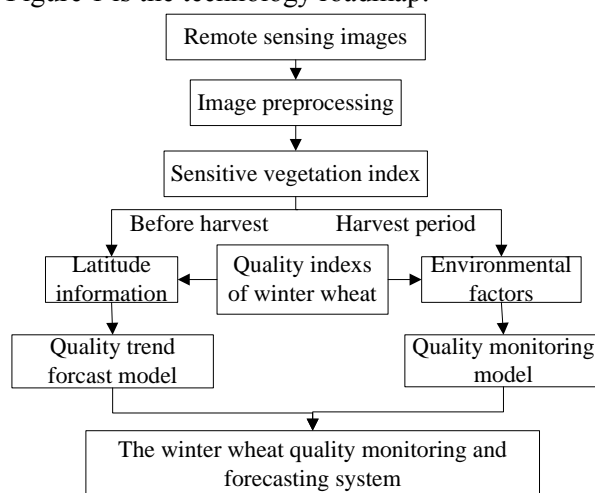 Figure 1 is the technology roadmap.
Remote sensing images
Image preprocessing
Sensitive vegetation index
Before harvest
Harvest period
Latitude
information
Quality indexs
of winter wheat
Environmental
factors
Quality trend
forcast model
Quality monitoring
model
The winter wheat quality monitoring and
forecasting system